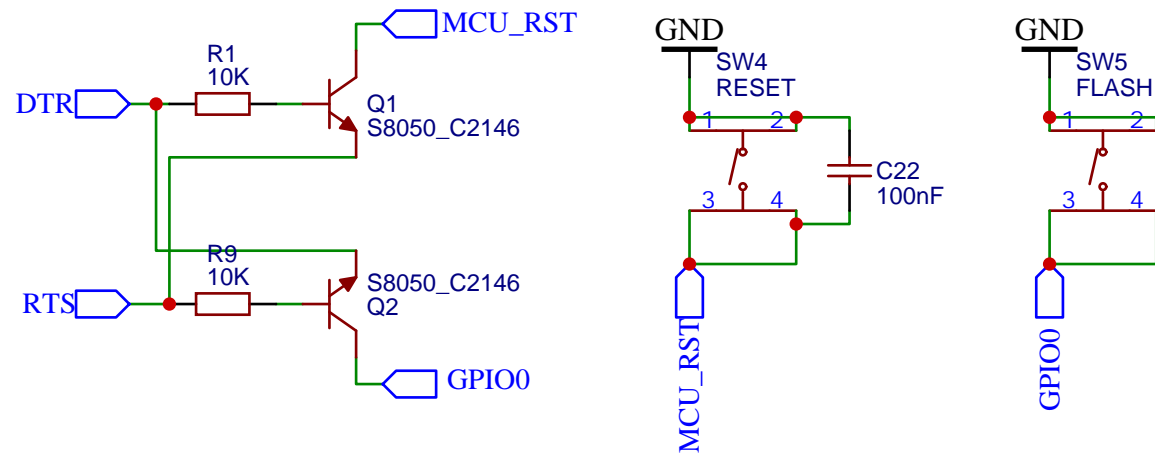 MCU_RST
R1
10K
DTR
Q1
S8050_C2146
R9
10K
RTS
S8050_C2146
Q2
GPIO0
GND
SW4
RESET
1 2
3 4
C22
100nF
MCU_RST
GND
SW5
FLASH
1 2
3 4
GPIO0